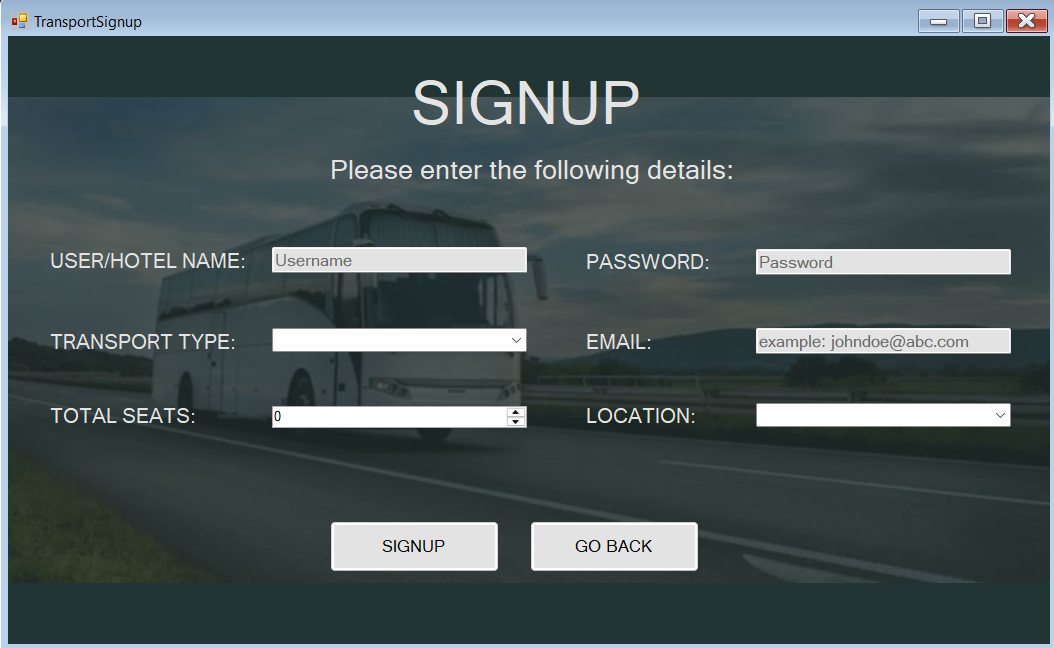 TransportSignup
SIGNUP
Please enter the following details:
USER/HOTEL NAME: Username PASSWORD: Password
TRANSPORT TYPE: EMAIL: example: johndoe@abc.com
TOTAL SEATS: 0 LOCATION:
SIGNUP GO BACK